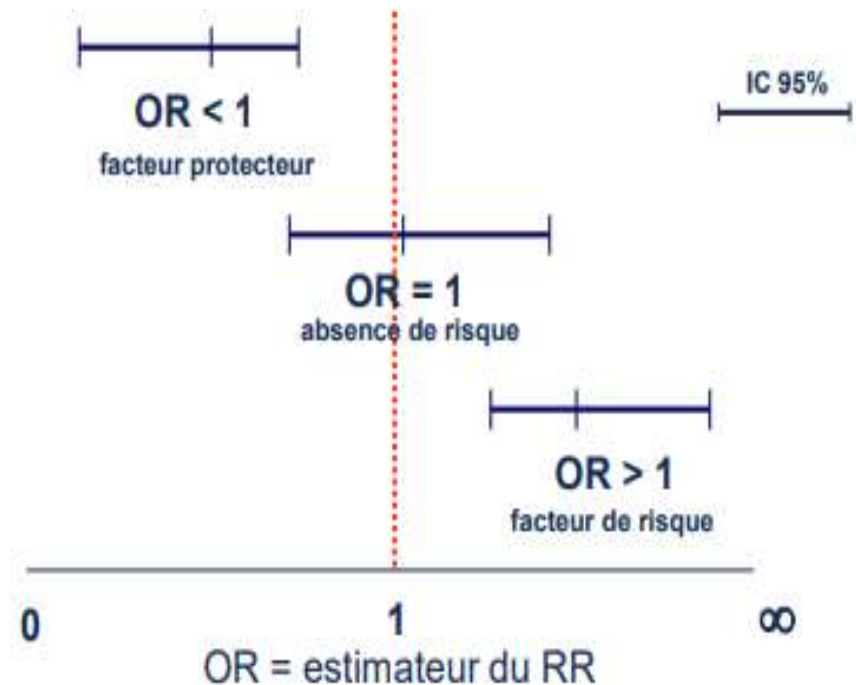 IC 95%
OR < 1
facteur protecteur
OR = 1
absence de risque
OR > 1
facteur de risque
0 1 ∞
OR = estimateur du RR